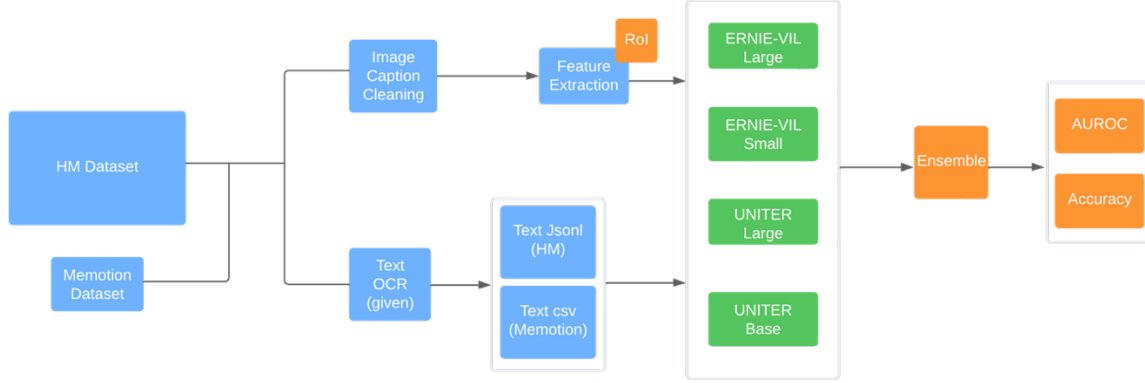 HM Dataset
Memotion
Dataset
Image
Caption
Cleaning
Feature
Extraction
RoI
Text
OCR
(given)
Text Jsonl
(HM)
Text csv
(Memotion)
ERNIE-VIL
Large
ERNIE-VIL
Small
UNITER
Large
UNITER
Base
Ensemble
AUROC
Accuracy